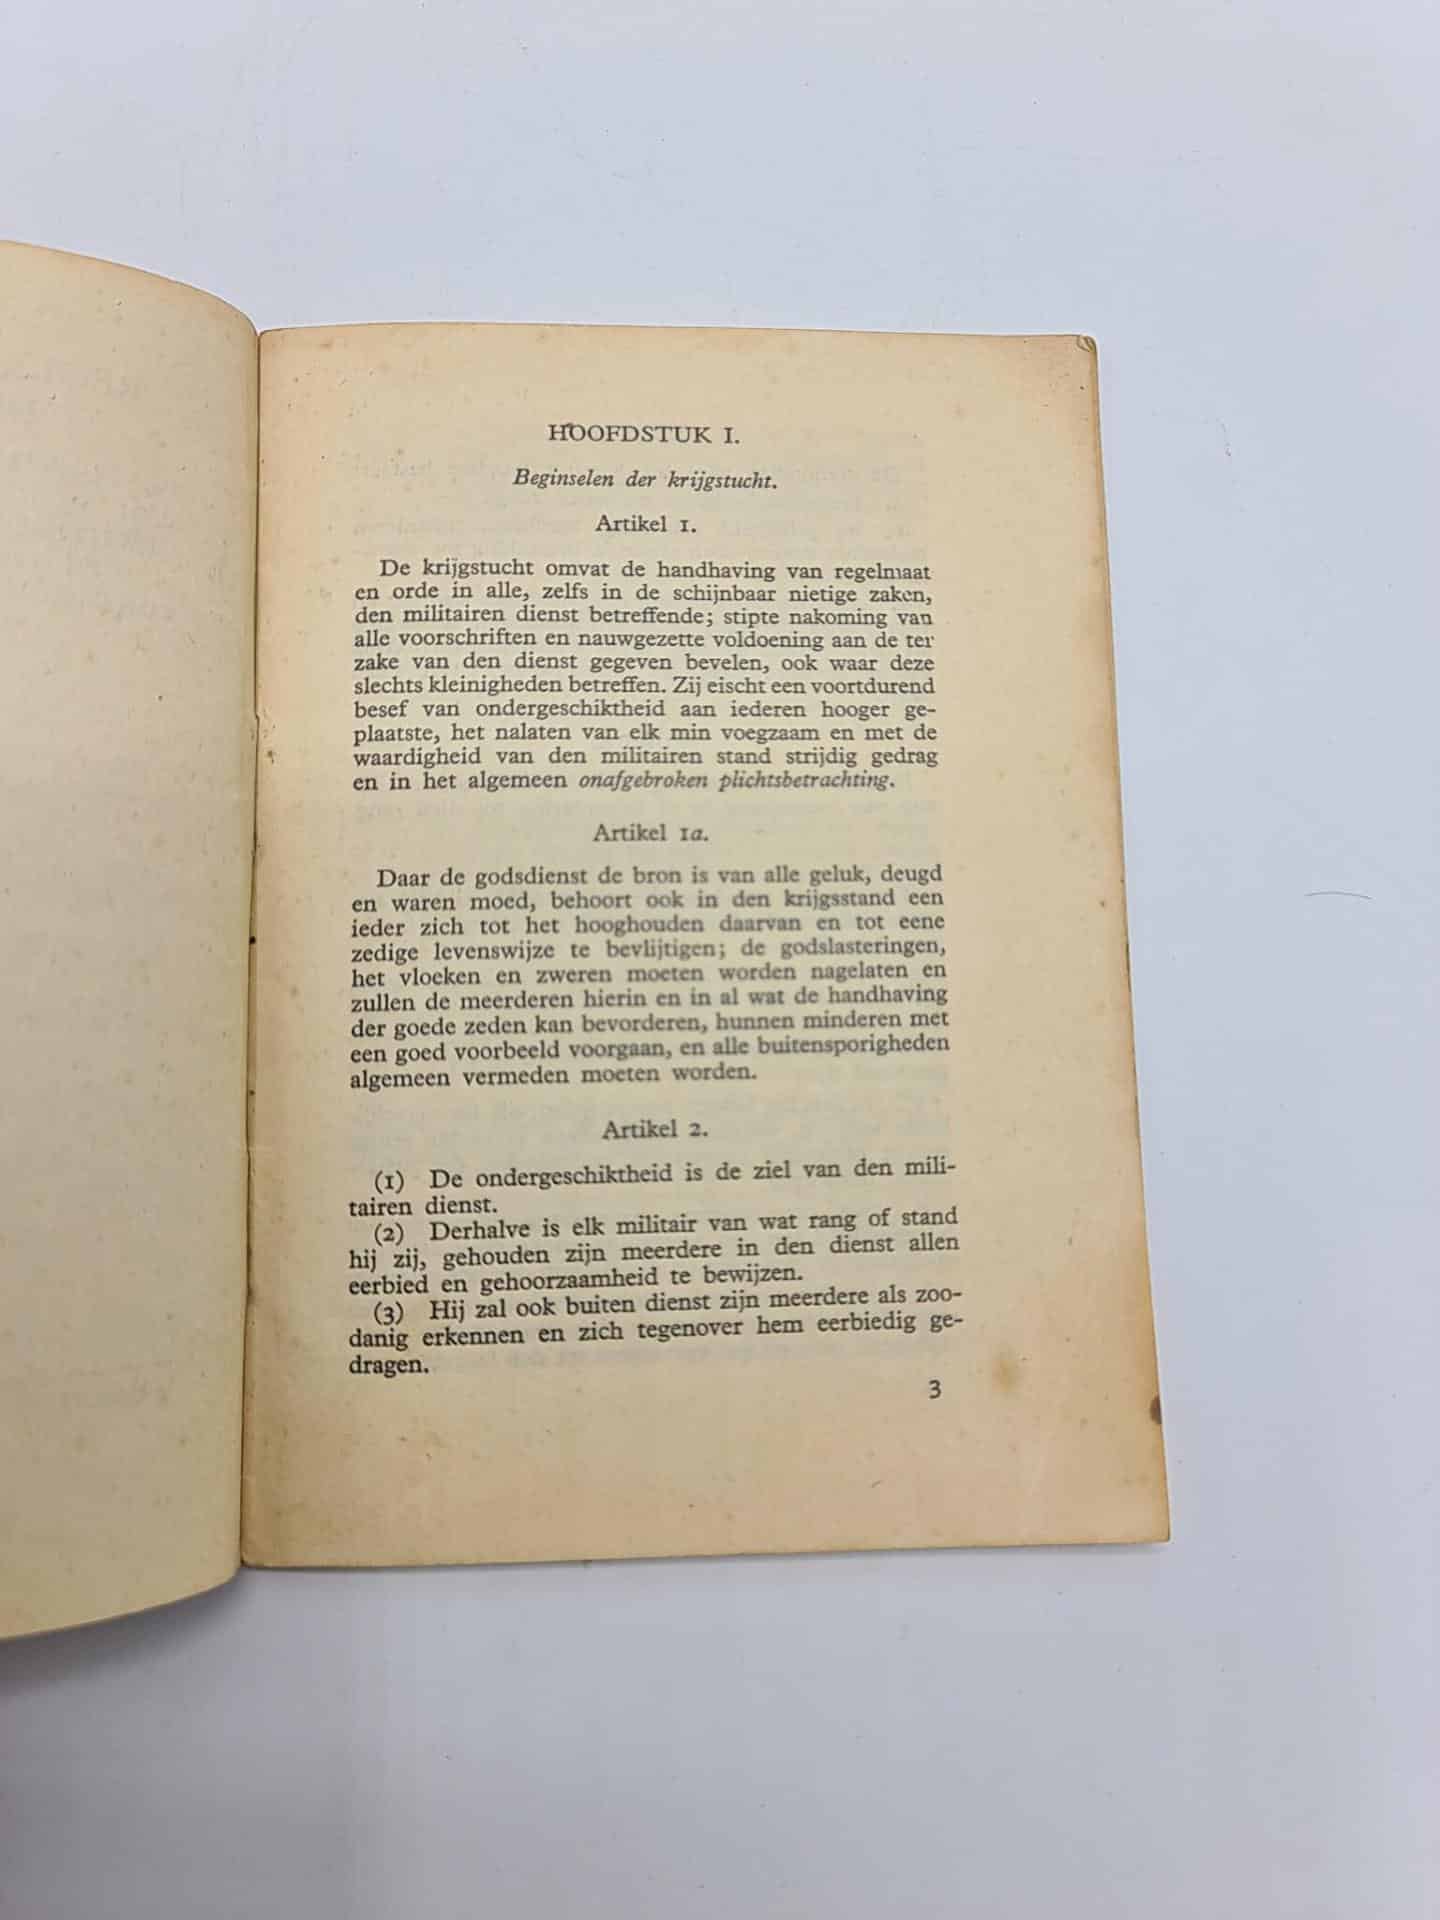 HOOFDSTUK I.
Beginselen der krijgstucht.
Artikel 1.
De krijgstucht omvat de handhaving van regelmaat
en orde in alle, zelfs in de schijnbaar nietige zaken,
den militairen dienst betreffende; stipte nakoming van
alle voorschriften en nauwgezette voldoening aan de ter
zake van den dienst gegeven bevelen, ook waar deze
slechts kleinigheden betreffen. Zij eischt een voortdurend
besef van ondergeschiktheid aan iederen hooger ge-
plaatste, het nalaten van elk min voegzaam en met de
waardigheid van den militairen stand strijdig gedrag
en in het algemeen onafgebroken plichtsbetrachting.
Artikel 1a.
Daar de godsdienst de bron is van alle geluk, deugd
en waren moed, behoort ook in den krijgsstand een
ieder zich tot het hooghouden daarvan en tot eene
zedige levenswijze te bevlijtigen; de godslasteringen,
het vloeken en zweren moeten worden nagelaten en
zullen de meerderen hierin en in al wat de handhaving
der goede zeden kan bevorderen, hunnen minderen met
een goed voorbeeld voorgaan, en alle buitensporigheden
algemeen vermeden moeten worden.
Artikel 2.
(1) De ondergeschiktheid is de ziel van den mili-
tairen dienst.
(2) Derhalve is elk militair van wat rang of stand
hij zij, gehouden zijn meerdere in den dienst allen
eerbied en gehoorzaamheid te bewijzen.
(3) Hij zal ook buiten dienst zijn meerdere als zoo-
danig erkennen en zich tegenover hem eerbiedig ge-
dragen.
3